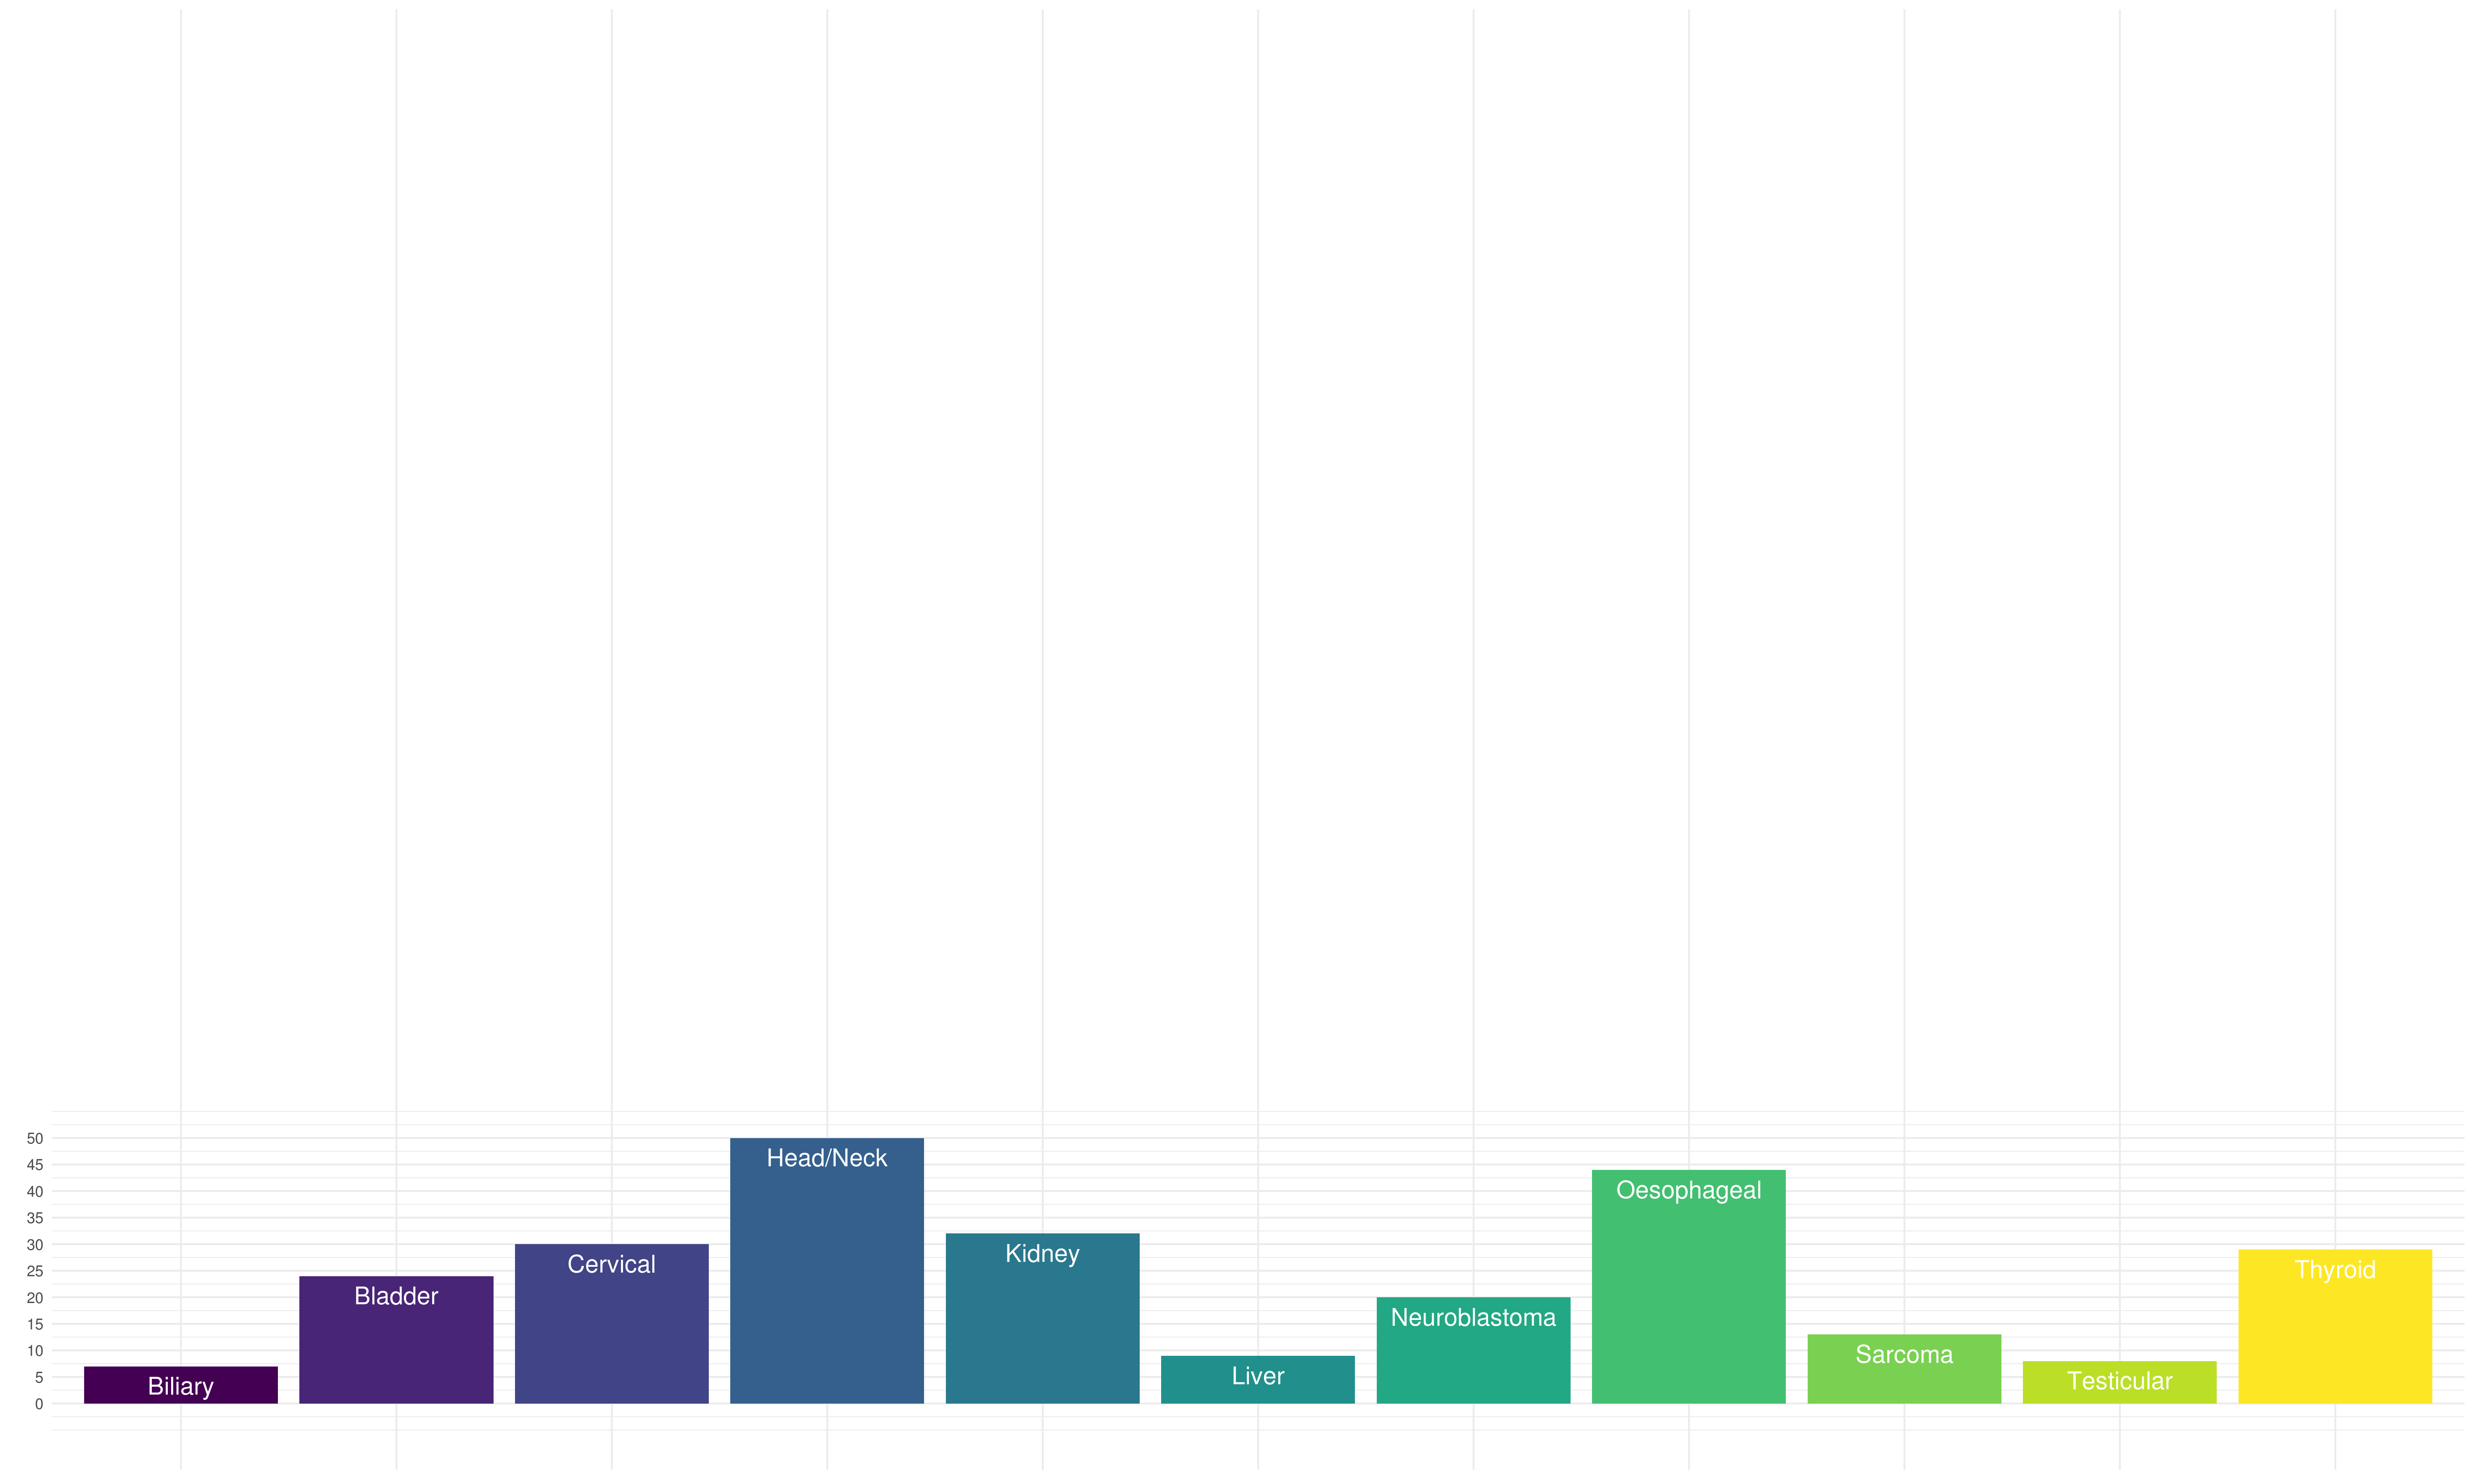 50
45
40
35
30
25
20
15
10
5
0
Biliary
Bladder
Cervical
Head/Neck
Kidney
Liver
Neuroblastoma
Oesophageal
Sarcoma
Testicular
Thyroid